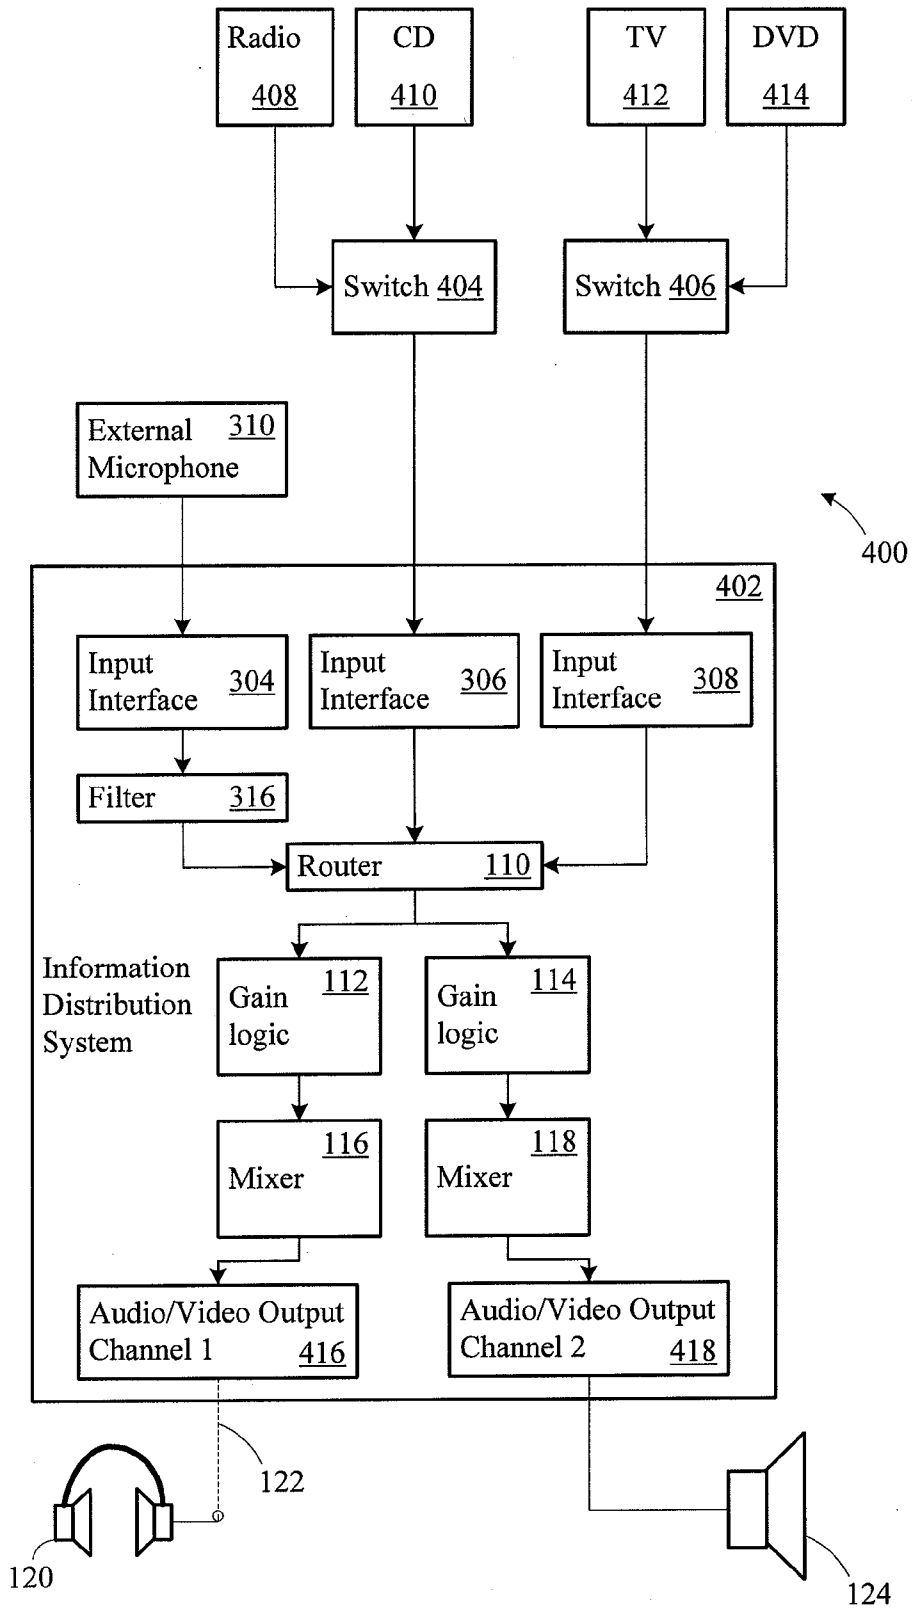 Radio
408
CD
410
TV
412
DVD
414
Switch 404
Switch 406
External 310
Microphone
400
402
Input
Interface 304
Input
Interface 306
Input
Interface 308
Filter 316
Router 110
Information
Distribution
System
112
Gain
logic
114
Gain
logic
116
Mixer
118
Mixer
Audio/Video Output
Channel 1 416
Audio/Video Output
Channel 2 418
122
120
124